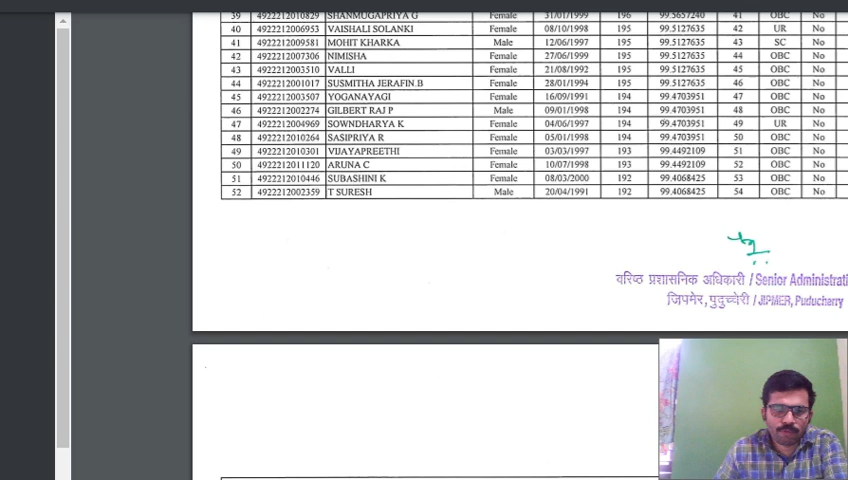 39 4922212010829 SHANMUGAPRIYA G Female 31/01/1999 196 99.5657240 41 OBC No
40 4922212006953 VAISHALI SOLANKI Female 08/10/1998 195 99.5127635 42 UR No
41 4922212009581 MOHIT KHARKA Male 12/06/1997 195 99.5127635 43 SC No
42 4922212007306 NIMISHA Female 27/06/1999 195 99.5127635 44 OBC No
43 4922212003510 VALLI Female 21/08/1992 195 99.5127635 45 OBC No
44 4922212001017 SUSMITHA JERAFIN.B Female 28/01/1994 195 99.5127635 46 OBC No
45 4922212003507 YOGANAYAGI Female 16/09/1991 194 99.4703951 47 OBC No
46 4922212002274 GILBERT RAJ P Male 09/01/1998 194 99.4703951 48 OBC No
47 4922212004969 SOWNDHARYA K Female 04/06/1997 194 99.4703951 49 UR No
48 4922212010264 SASIPRIYA R Female 05/01/1998 194 99.4703951 50 OBC No
49 4922212010301 VIJAYAPREETHI Female 03/03/1997 193 99.4492109 51 OBC No
50 4922212011120 ARUNA C Female 10/07/1998 193 99.4492109 52 OBC No
51 4922212010446 SUBASHINI K Female 08/03/2000 192 99.4068425 53 OBC No
52 4922212002359 T SURESH Male 20/04/1991 192 99.4068425 54 OBC No
वरिष्ठ प्रशासनिक अधिकारी / Senior Administrati
जिपमेर, पुदुच्चेरी / JIPMER, Puducherry